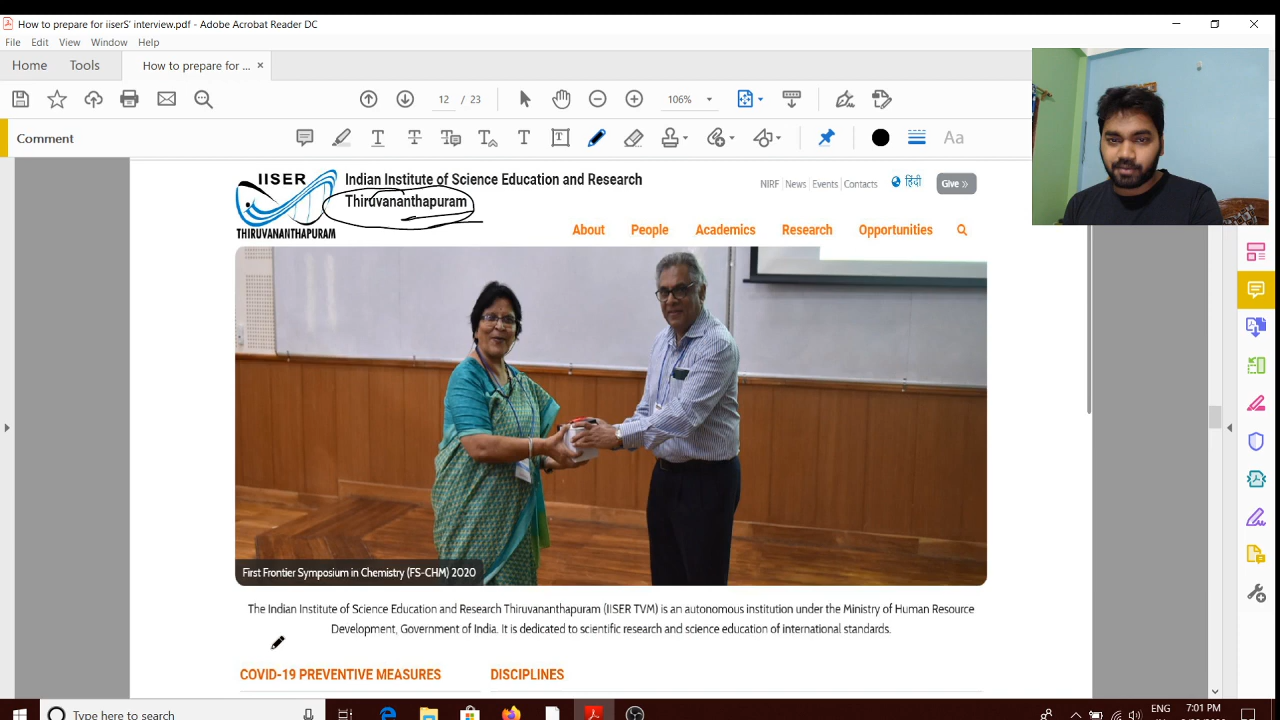 How to prepare for iiserS' interview.pdf - Adobe Acrobat Reader DC
File Edit View Window Help
Home Tools How to prepare for ... ×
12 / 23 106%
Comment
Aa
IISER
THIRUVANANTHAPURAM
Indian Institute of Science Education and Research
Thiruvananthapuram
NIRF News Events Contacts हिंदी Give »
About People Academics Research Opportunities
First Frontier Symposium in Chemistry (FS-CHM) 2020
The Indian Institute of Science Education and Research Thiruvananthapuram (IISER TVM) is an autonomous institution under the Ministry of Human Resource
Development, Government of India. It is dedicated to scientific research and science education of international standards.
COVID-19 PREVENTIVE MEASURES DISCIPLINES
Type here to search
ENG 7:01 PM